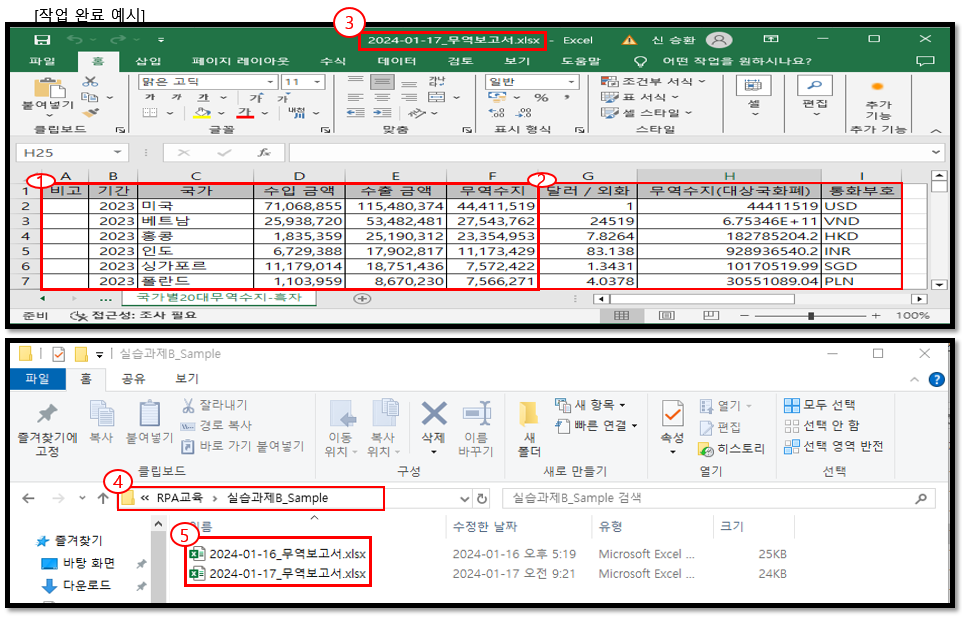 [작업 완료 예시]
③
2024-01-17_무역보고서.xlsx - Excel 신 승환
파일 홈 삽입 페이지 레이아웃 수식 데이터 검토 보기 도움말 어떤 작업을 원하시나요?
붙여넣기
맑은 고딕 11
가 가 가 가 가
가 내천
일반
% ,
조건부 서식
표 서식
셀 스타일
셀
편집
추가 기능
클립보드 글꼴 맞춤 표시 형식 스타일 추가 기능
H25 fx
A B C D E F G H I
① ②
1 비고 기간 국가 수입 금액 수출 금액 무역수지 달러 / 외화 무역수지(대상국화폐) 통화부호
2 2023 미국 71,068,855 115,480,374 44,411,519 1 44411519 USD
3 2023 베트남 25,938,720 53,482,481 27,543,762 24519 6.75346E+11 VND
4 2023 홍콩 1,835,359 25,190,312 23,354,953 7.8264 182785204.2 HKD
5 2023 인도 6,729,388 17,902,817 11,173,429 83.138 928936540.2 INR
6 2023 싱가포르 11,179,014 18,751,436 7,572,422 1.3431 10170519.99 SGD
7 2023 폴란드 1,103,959 8,670,230 7,566,271 4.0378 30551089.04 PLN
... 국가별20대무역수지-흑자
준비 접근성: 조사 필요 100%
실습과제B_Sample
파일 홈 공유 보기
즐겨찾기에 고정
복사
붙여넣기
잘라내기
경로 복사
바로 가기 붙여넣기
이동 위치
복사 위치
삭제
이름 바꾸기
새 폴더
새 항목
빠른 연결
속성
열기
편집
히스토리
모두 선택
선택 안 함
선택 영역 반전
클립보드 구성 새로 만들기 열기 선택
④
« RPA교육 › 실습과제B_Sample 실습과제B_Sample 검색
⑤
이름 수정한 날짜 유형 크기
즐겨찾기
바탕 화면
다운로드
2024-01-16_무역보고서.xlsx 2024-01-16 오후 5:19 Microsoft Excel ... 25KB
2024-01-17_무역보고서.xlsx 2024-01-17 오전 9:21 Microsoft Excel ... 24KB